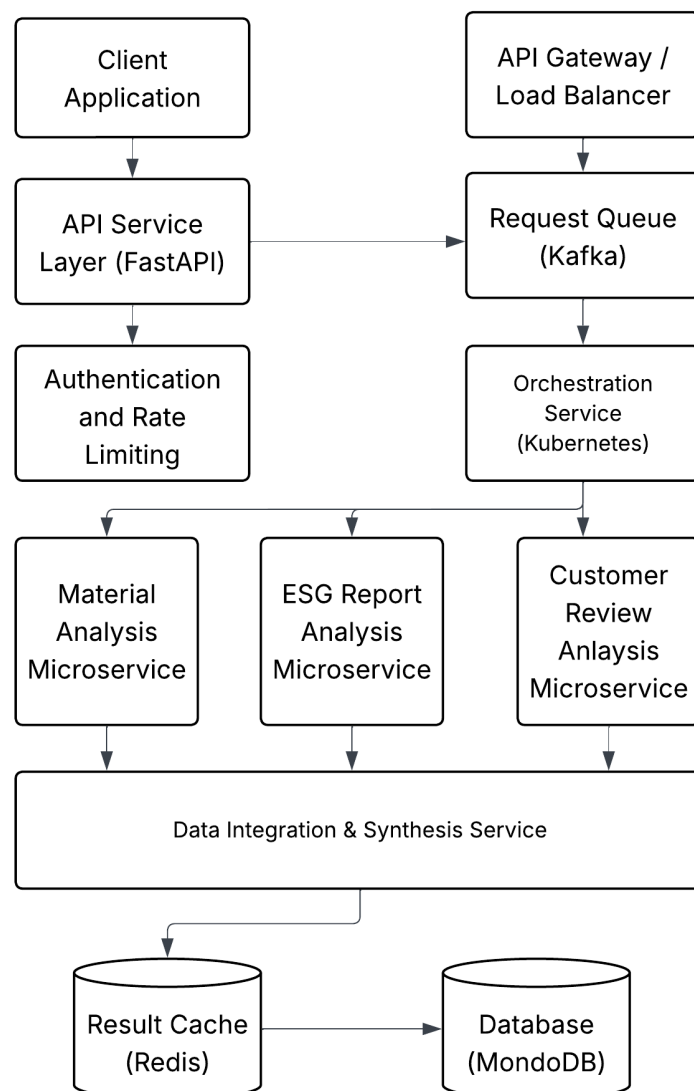 Client
Application
API Gateway /
Load Balancer
API Service
Layer (FastAPI)
Request Queue
(Kafka)
Authentication
and Rate
Limiting
Orchestration
Service
(Kubernetes)
Material
Analysis
Microservice
ESG Report
Analysis
Microservice
Customer
Review
Anlaysis
Microservice
Data Integration & Synthesis Service
Result Cache
(Redis)
Database
(MondoDB)